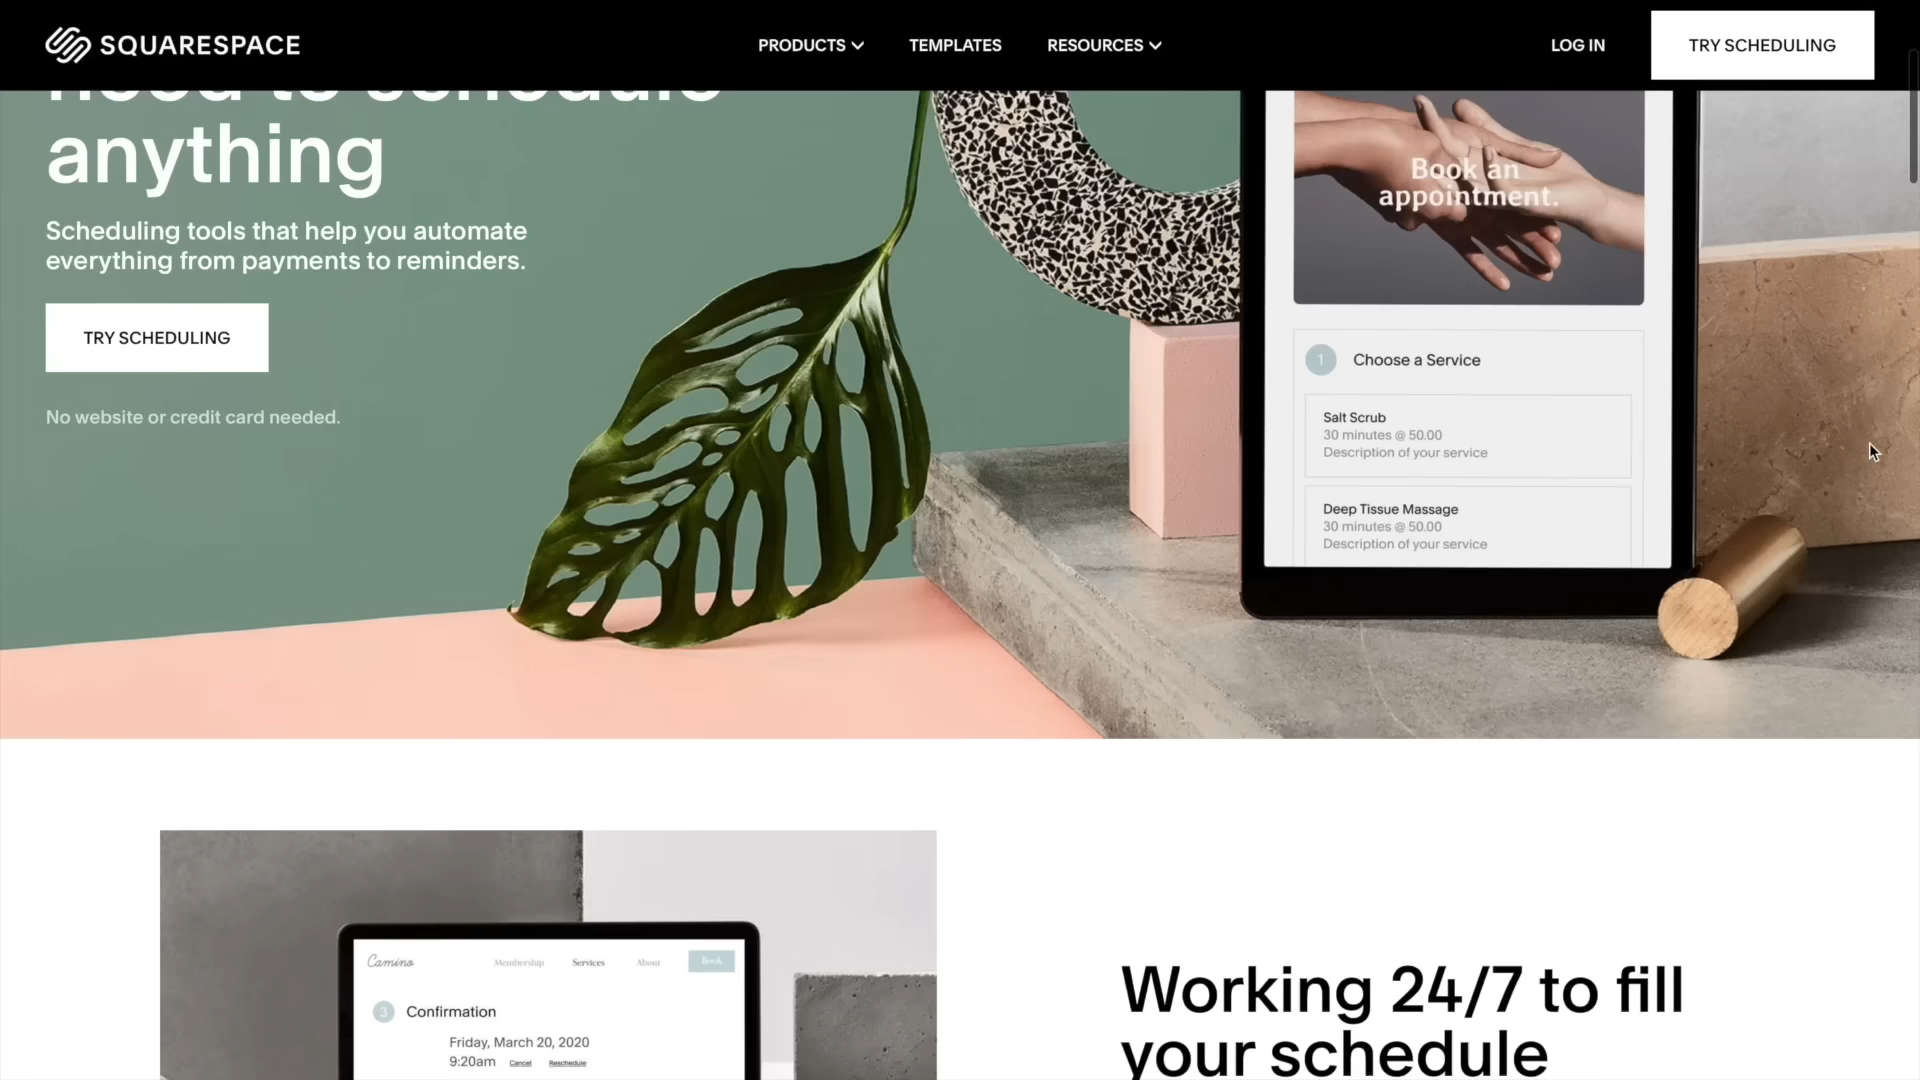 SQUARESPACE
PRODUCTS
TEMPLATES
RESOURCES
LOG IN
TRY SCHEDULING
need to schedule
anything
Scheduling tools that help you automate
everything from payments to reminders.
TRY SCHEDULING
No website or credit card needed.
Book an
appointment.
1 Choose a Service
Salt Scrub
30 minutes @ 50.00
Description of your service
Deep Tissue Massage
30 minutes @ 50.00
Description of your service
Camino
Membership
Services
About
Book
3 Confirmation
Friday, March 20, 2020
9:20am Cancel Reschedule
Working 24/7 to fill
your schedule